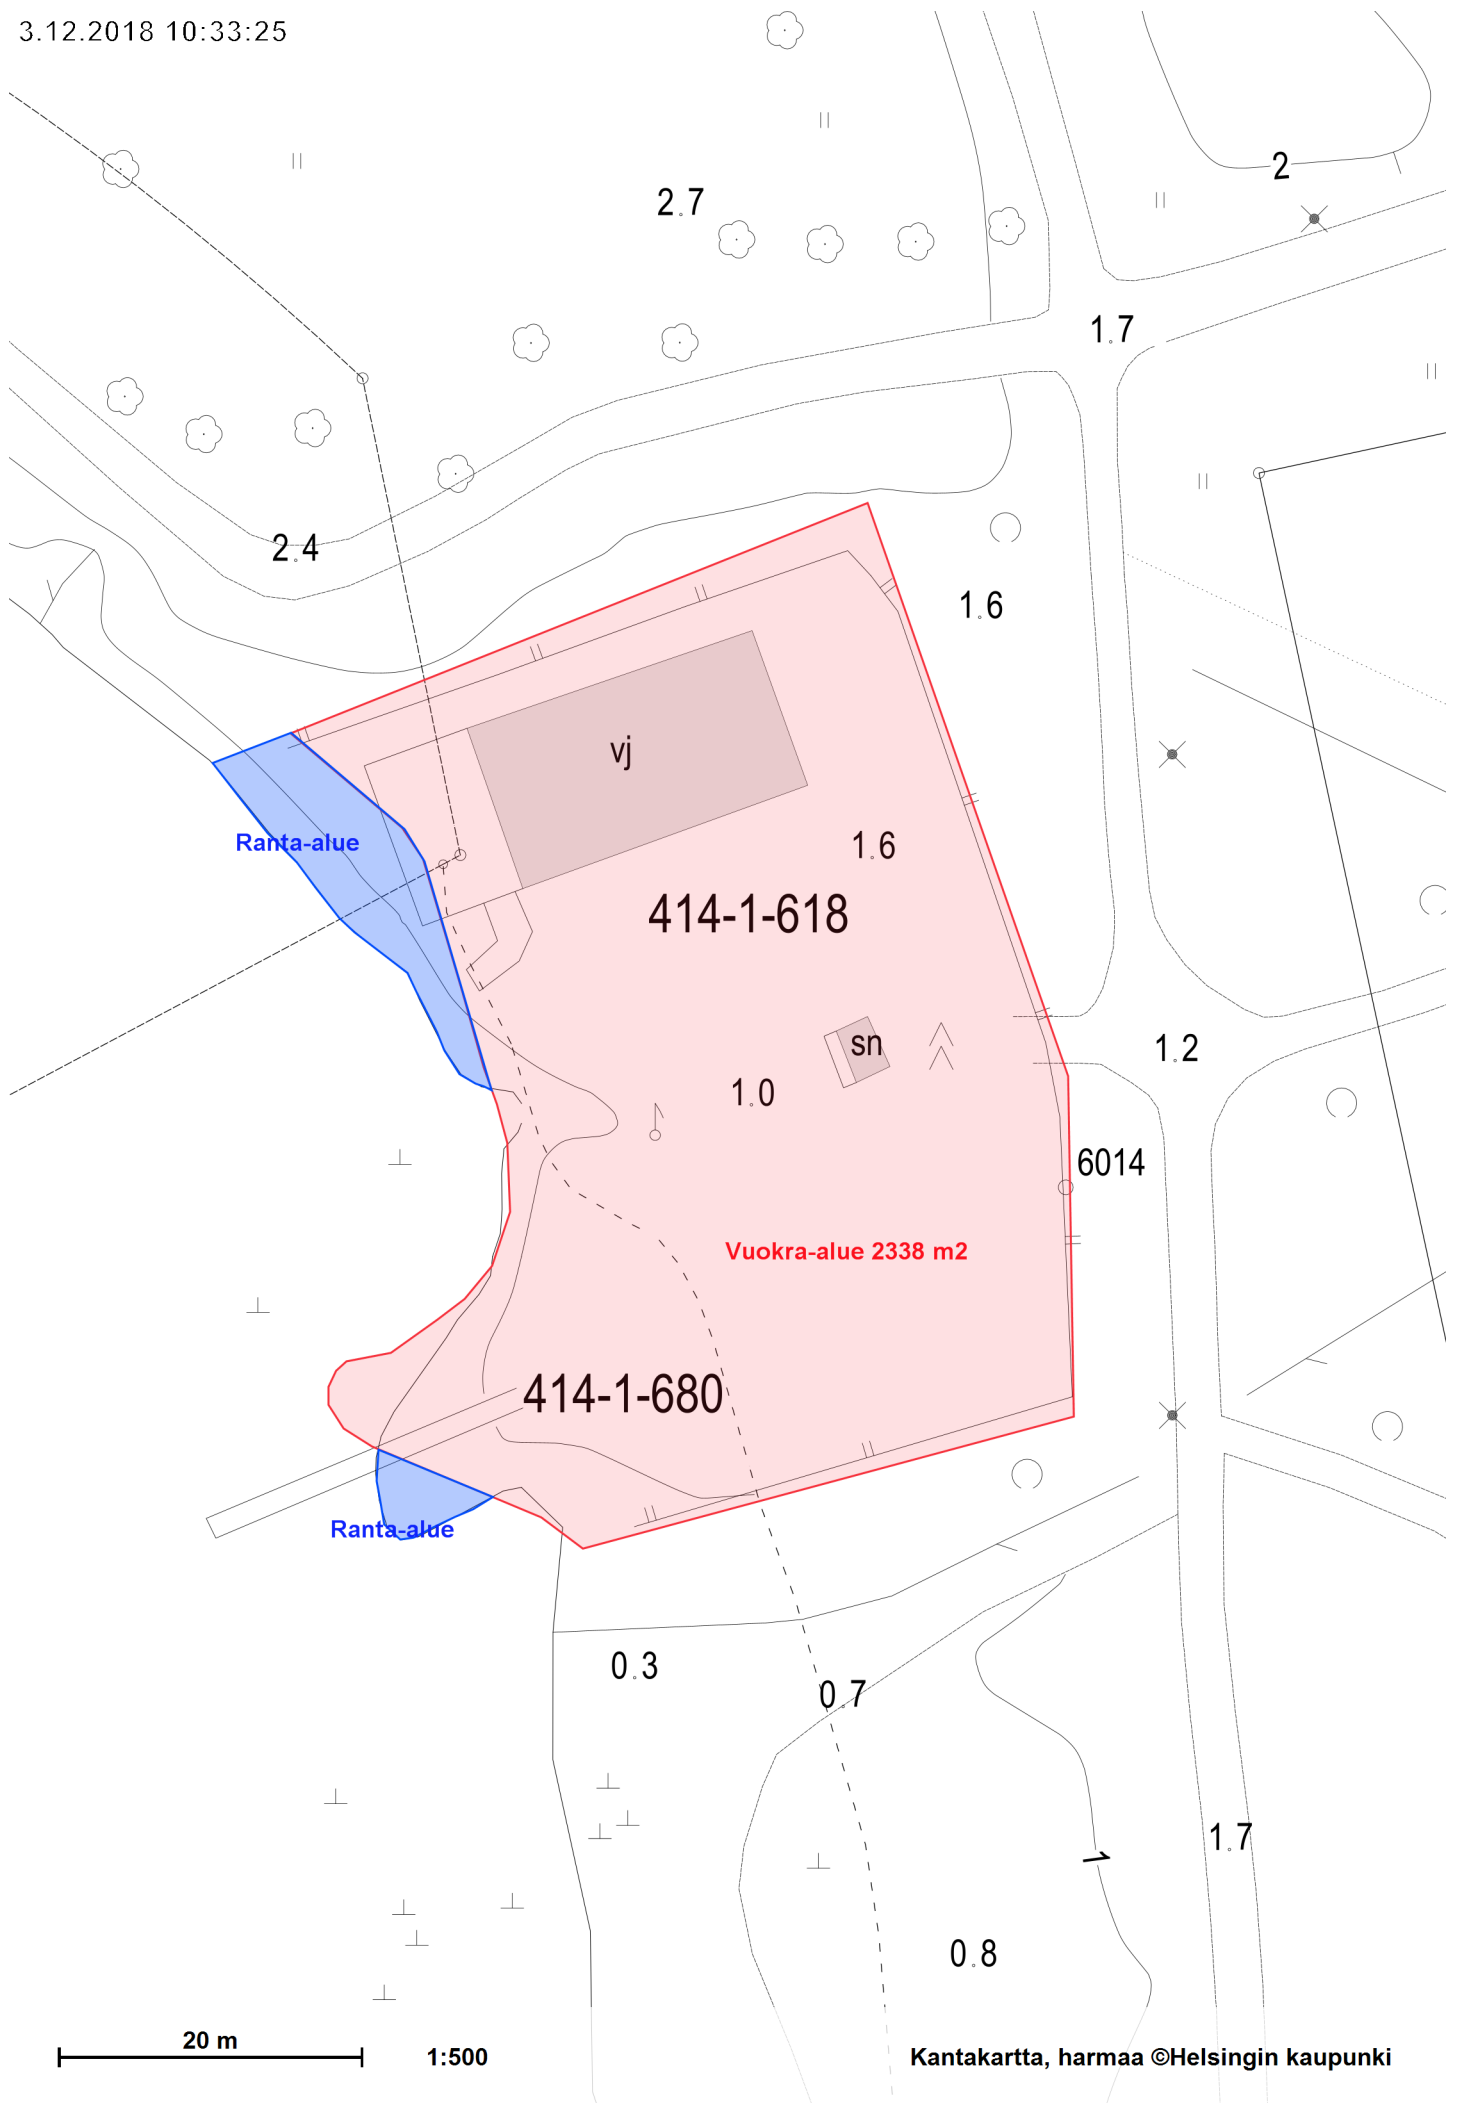 3.12.2018 10:33:25
2
2.7
1.7
2.4
1.6
vj
Ranta-alue
1.6
414-1-618
sn
1.2
1.0
6014
Vuokra-alue 2338 m2
414-1-680
Ranta-alue
0.3
0.7
1.7
1
0.8
20 m
1:500
Kantakartta, harmaa ©Helsingin kaupunki